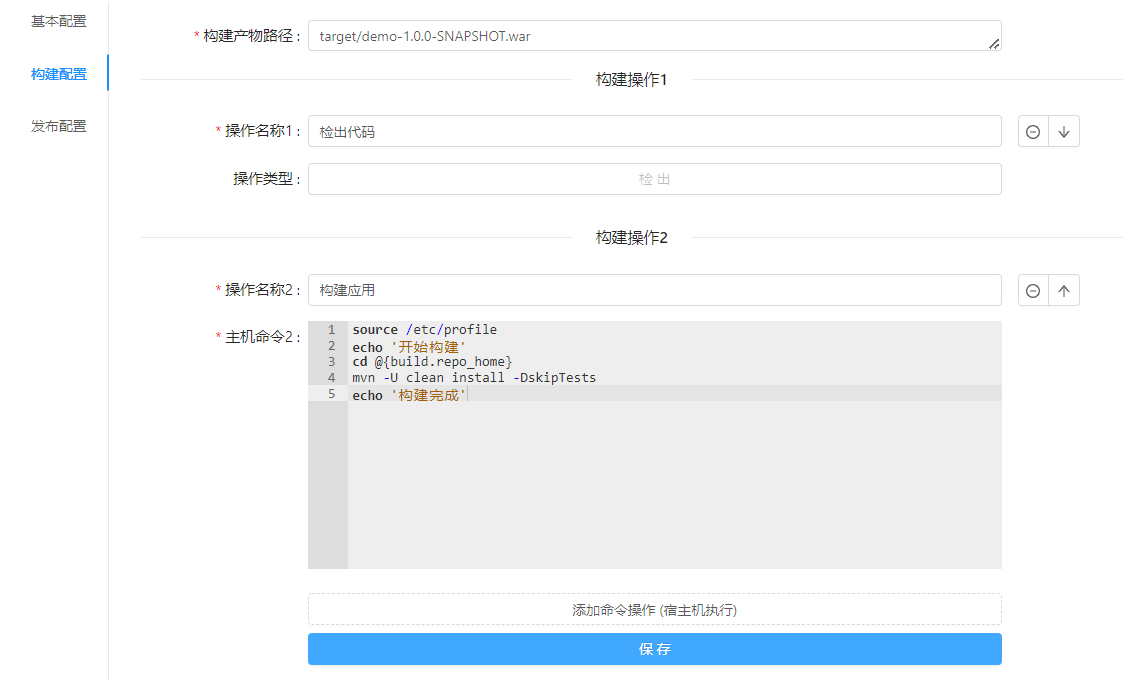 基本配置
构建配置
发布配置
* 构建产物路径 : target/demo-1.0.0-SNAPSHOT.war
构建操作1
* 操作名称1 : 检出代码
操作类型 : 检 出
构建操作2
* 操作名称2 : 构建应用
* 主机命令2 :
1 source /etc/profile
2 echo '开始构建'
3 cd @{build.repo_home}
4 mvn -U clean install -DskipTests
5 echo '构建完成'
添加命令操作 (宿主机执行)
保 存